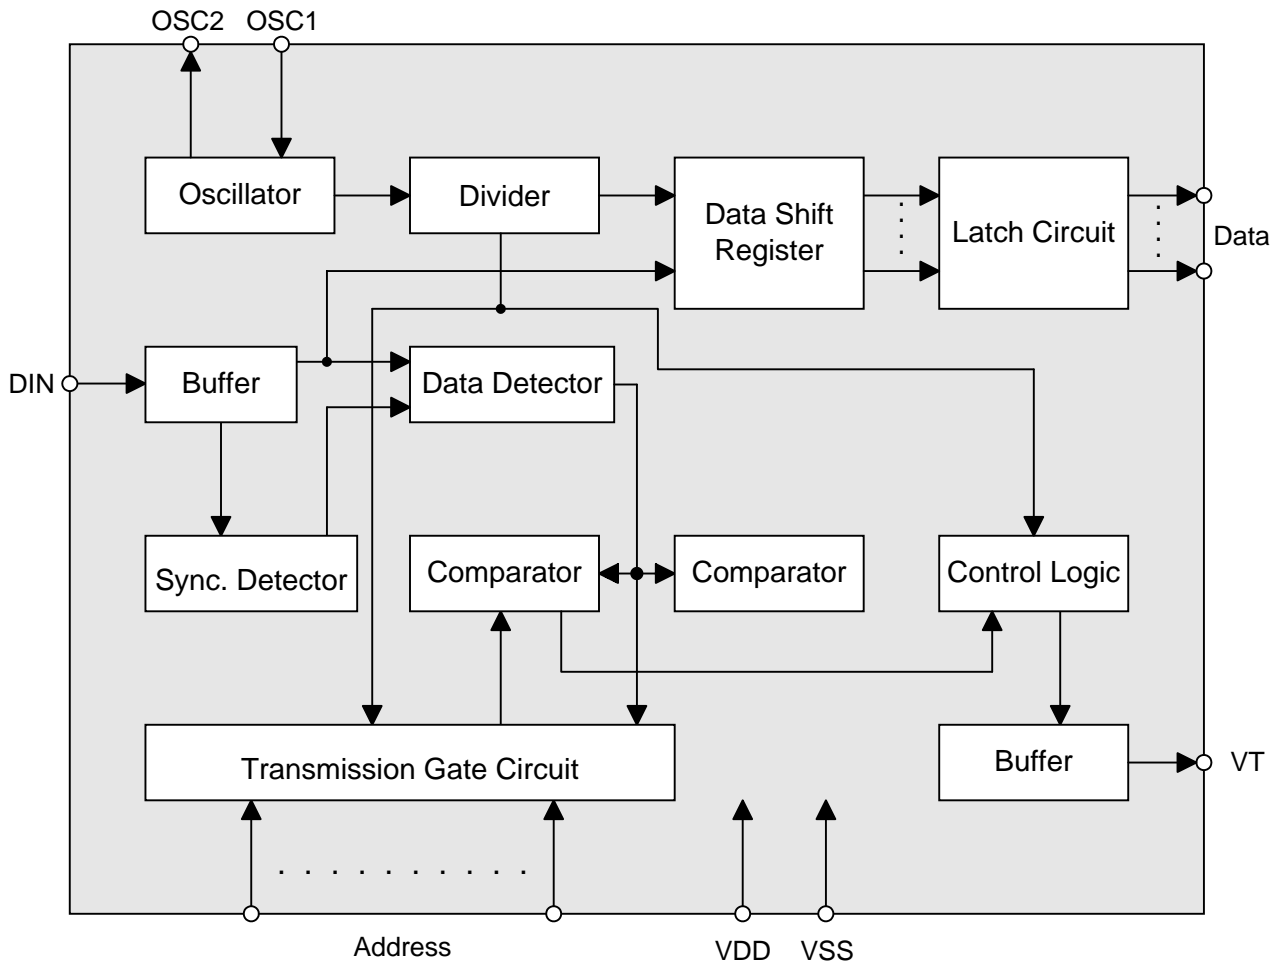 OSC2 OSC1
Oscillator
Divider
Data Shift
Register
Latch Circuit
Data
DIN
Buffer
Data Detector
Sync. Detector
Comparator
Comparator
Control Logic
Transmission Gate Circuit
Buffer
VT
Address
VDD VSS